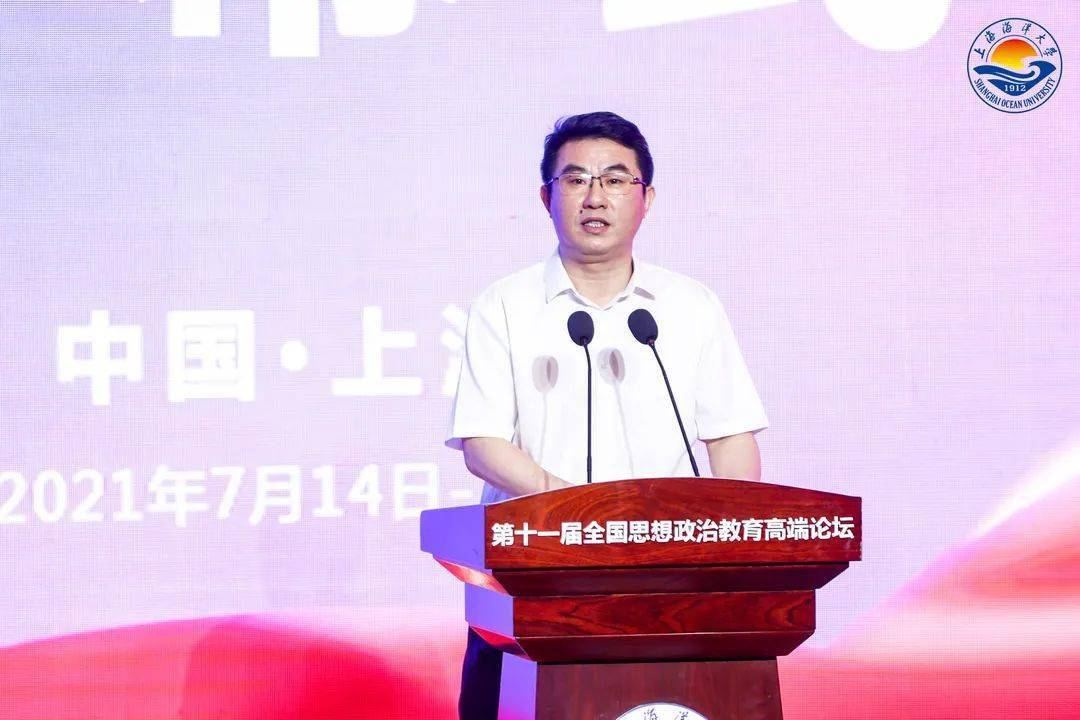 上海海洋大学
1912
SHANGHAI OCEAN UNIVERSITY
中国·上
2021年7月14日-
第十一届全国思想政治教育高端论坛
海洋